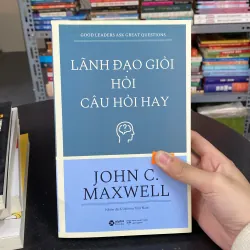 GOOD LEADERS ASK GREAT QUESTIONS
LÃNH ĐẠO GIỎI
HỎI
CÂU HỎI HAY
JOHN C.
MAXWELL